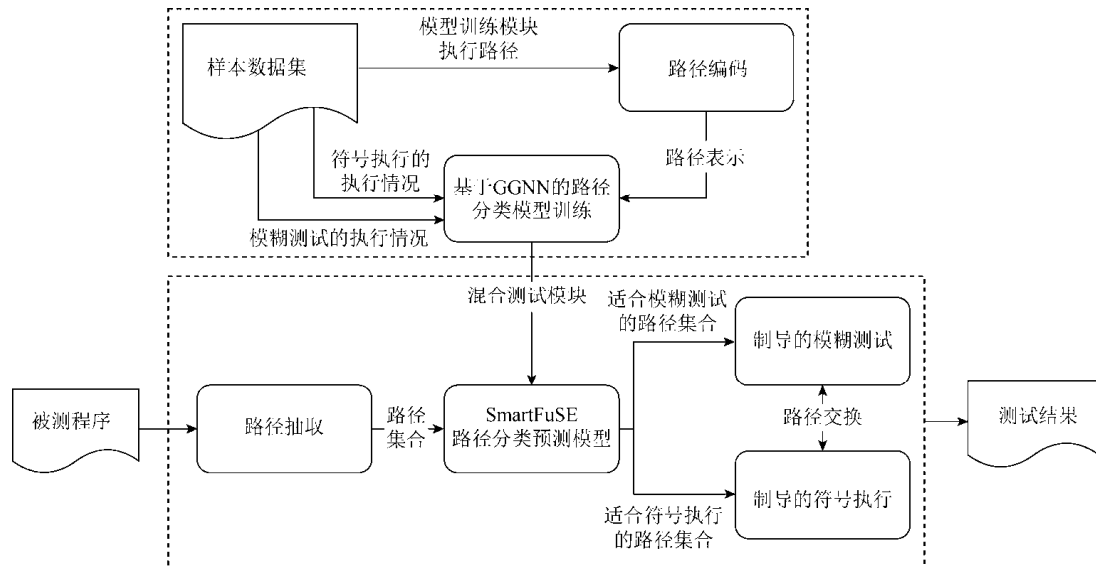 模型训练模块
执行路径
样本数据集
路径编码
符号执行的
执行情况
路径表示
基于GGNN的路径
分类模型训练
模糊测试的执行情况
混合测试模块
适合模糊测试
的路径集合
制导的模糊测试
被测程序
路径抽取
路径
集合
SmartFuSE
路径分类预测模型
路径交换
测试结果
制导的符号执行
适合符号执行
的路径集合